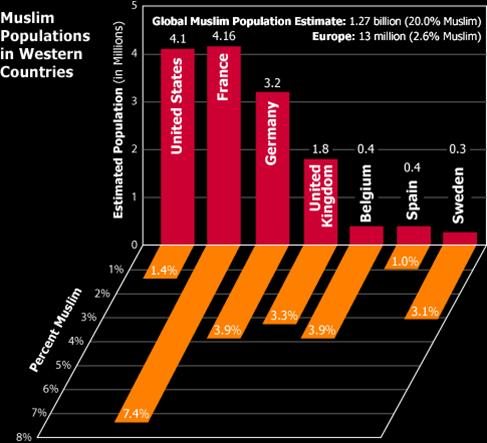 Muslim
Populations
in Western
Countries
Global Muslim Population Estimate: 1.27 billion (20.0% Muslim)
Europe: 13 million (2.6% Muslim)
Estimated Population (in Millions)
5
4
3
2
1
0
4.1
United States
4.16
France
3.2
Germany
1.8
United
Kingdom
0.4
Belgium
0.4
Spain
0.3
Sweden
Percent Muslim
1%
2%
3%
4%
5%
6%
7%
8%
1.4%
7.4%
3.9%
3.3%
3.9%
1.0%
3.1%